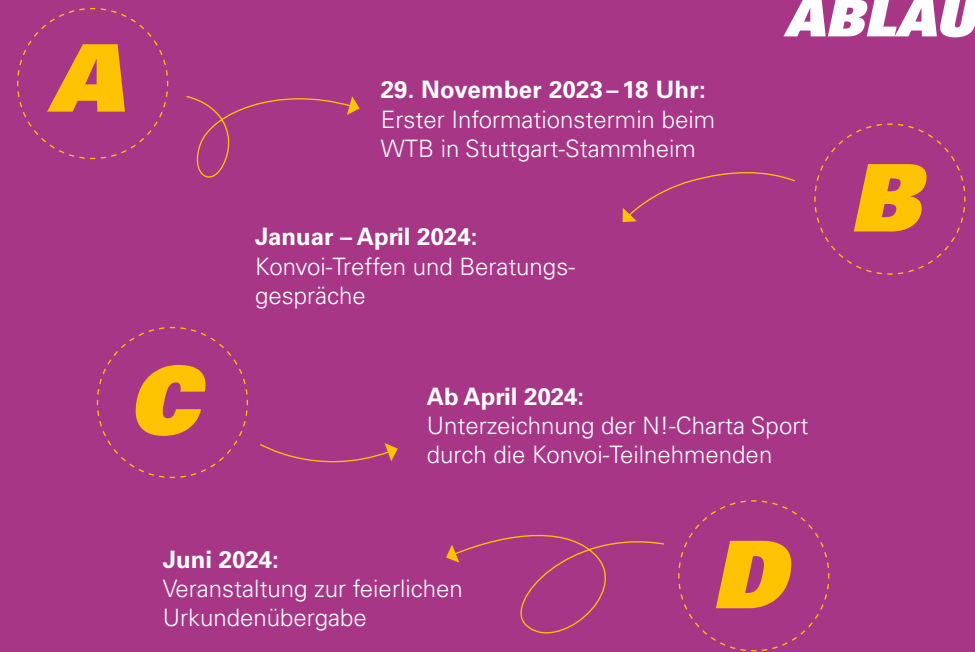 ABLAU
A
29. November 2023 – 18 Uhr:
Erster Informationstermin beim
WTB in Stuttgart-Stammheim
B
Januar – April 2024:
Konvoi-Treffen und Beratungs-
gespräche
C
Ab April 2024:
Unterzeichnung der N!-Charta Sport
durch die Konvoi-Teilnehmenden
D
Juni 2024:
Veranstaltung zur feierlichen
Urkundenübergabe